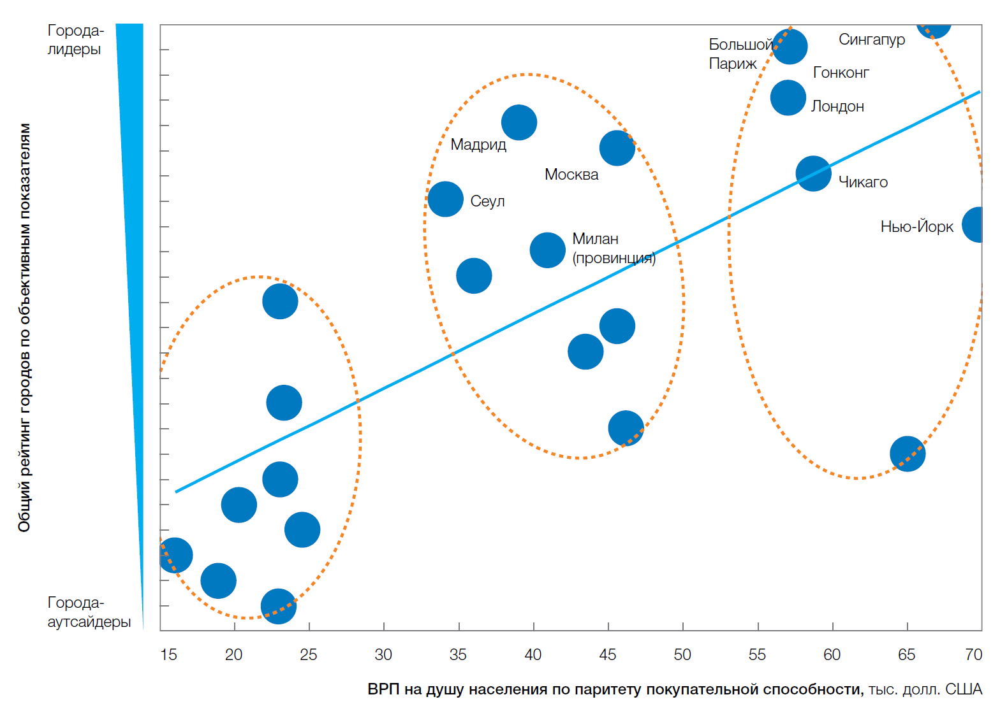 Города-
лидеры
Общий рейтинг городов по объективным показателям
Города-
аутсайдеры
Большой
Париж
Сингапур
Гонконг
Лондон
Мадрид
Москва
Чикаго
Сеул
Нью-Йорк
Милан
(провинция)
15 20 25 30 35 40 45 50 55 60 65 70
ВРП на душу населения по паритету покупательной способности, тыс. долл. США